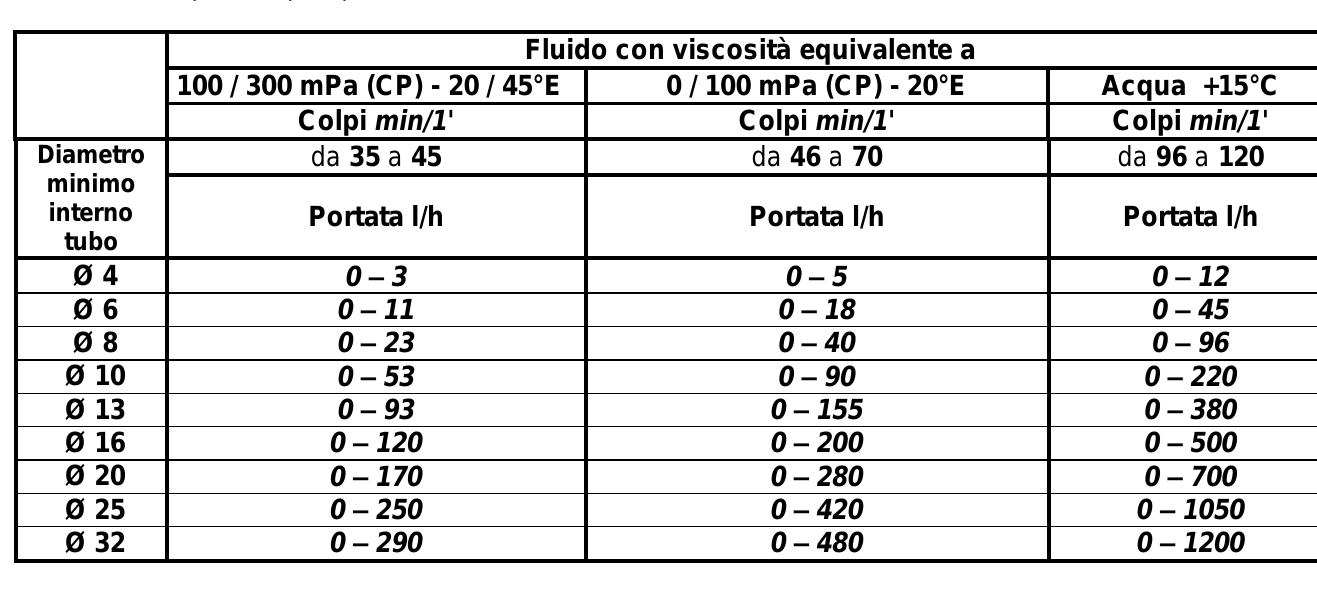 Fluido con viscosità equivalente a
100 / 300 mPa (CP) - 20 / 45°E 0 / 100 mPa (CP) - 20°E Acqua +15°C
Colpi min/1' Colpi min/1' Colpi min/1'
Diametro minimo interno tubo
da 35 a 45 da 46 a 70 da 96 a 120
Portata l/h Portata l/h Portata l/h
Ø 4 0 – 3 0 – 5 0 – 12
Ø 6 0 – 11 0 – 18 0 – 45
Ø 8 0 – 23 0 – 40 0 – 96
Ø 10 0 – 53 0 – 90 0 – 220
Ø 13 0 – 93 0 – 155 0 – 380
Ø 16 0 – 120 0 – 200 0 – 500
Ø 20 0 – 170 0 – 280 0 – 700
Ø 25 0 – 250 0 – 420 0 – 1050
Ø 32 0 – 290 0 – 480 0 – 1200